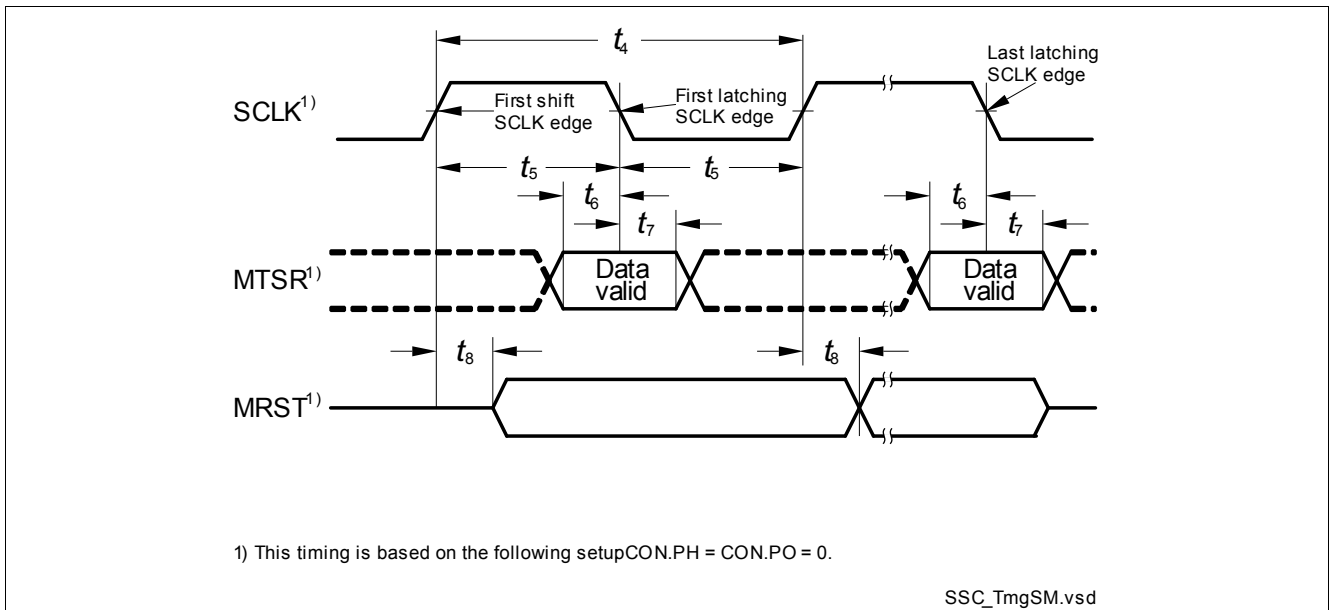 t4
SCLK1)
First shift
SCLK edge
First latching
SCLK edge
Last latching
SCLK edge
t5
t5
t6
t7
t6
t7
MTSR1)
Data
valid
Data
valid
t8
t8
MRST1)
1) This timing is based on the following setupCON.PH = CON.PO = 0.
SSC_TmgSM.vsd